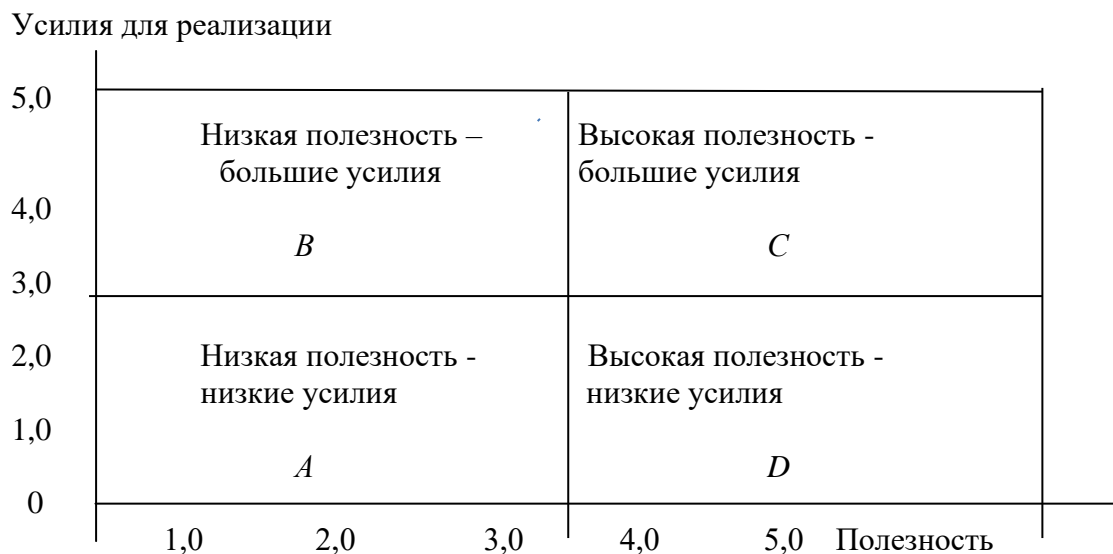 Усилия для реализации
5,0
Низкая полезность –
большие усилия
Высокая полезность -
большие усилия
4,0
B
C
3,0
2,0
Низкая полезность -
низкие усилия
Высокая полезность -
низкие усилия
1,0
A
D
0
1,0 2,0 3,0 4,0 5,0 Полезность